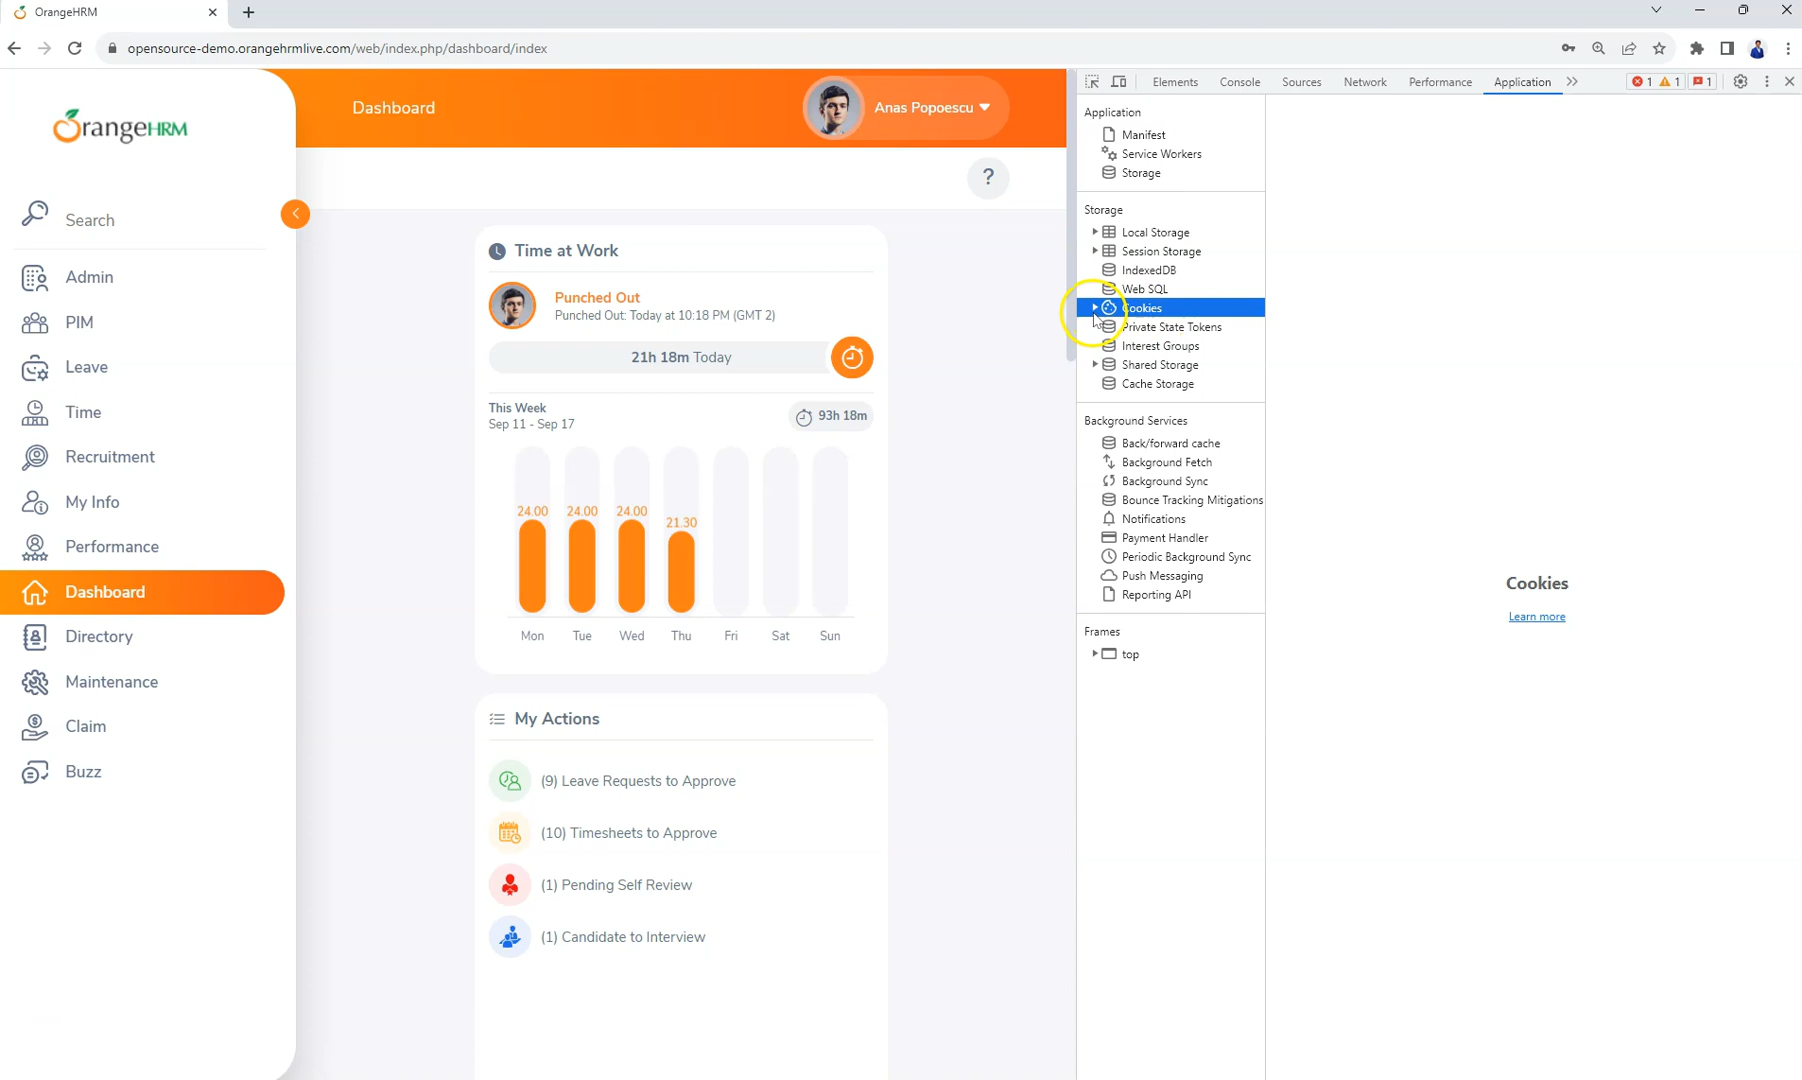 OrangeHRM
opensource-demo.orangehrmlive.com/web/index.php/dashboard/index
OrangeHRM
Search
Admin
PIM
Leave
Time
Recruitment
My Info
Performance
Dashboard
Directory
Maintenance
Claim
Buzz
Dashboard
Anas Popoescu
?
Time at Work
Punched Out
Punched Out: Today at 10:18 PM (GMT 2)
21h 18m Today
This Week
Sep 11 - Sep 17
93h 18m
24.00 24.00 24.00 21.30
Mon Tue Wed Thu Fri Sat Sun
My Actions
(9) Leave Requests to Approve
(10) Timesheets to Approve
(1) Pending Self Review
(1) Candidate to Interview
Elements Console Sources Network Performance Application 1 1 1
Application
Manifest
Service Workers
Storage
Storage
Local Storage
Session Storage
IndexedDB
Web SQL
Cookies
Private State Tokens
Interest Groups
Shared Storage
Cache Storage
Background Services
Back/forward cache
Background Fetch
Background Sync
Bounce Tracking Mitigations
Notifications
Payment Handler
Periodic Background Sync
Push Messaging
Reporting API
Frames
top
Cookies
Learn more